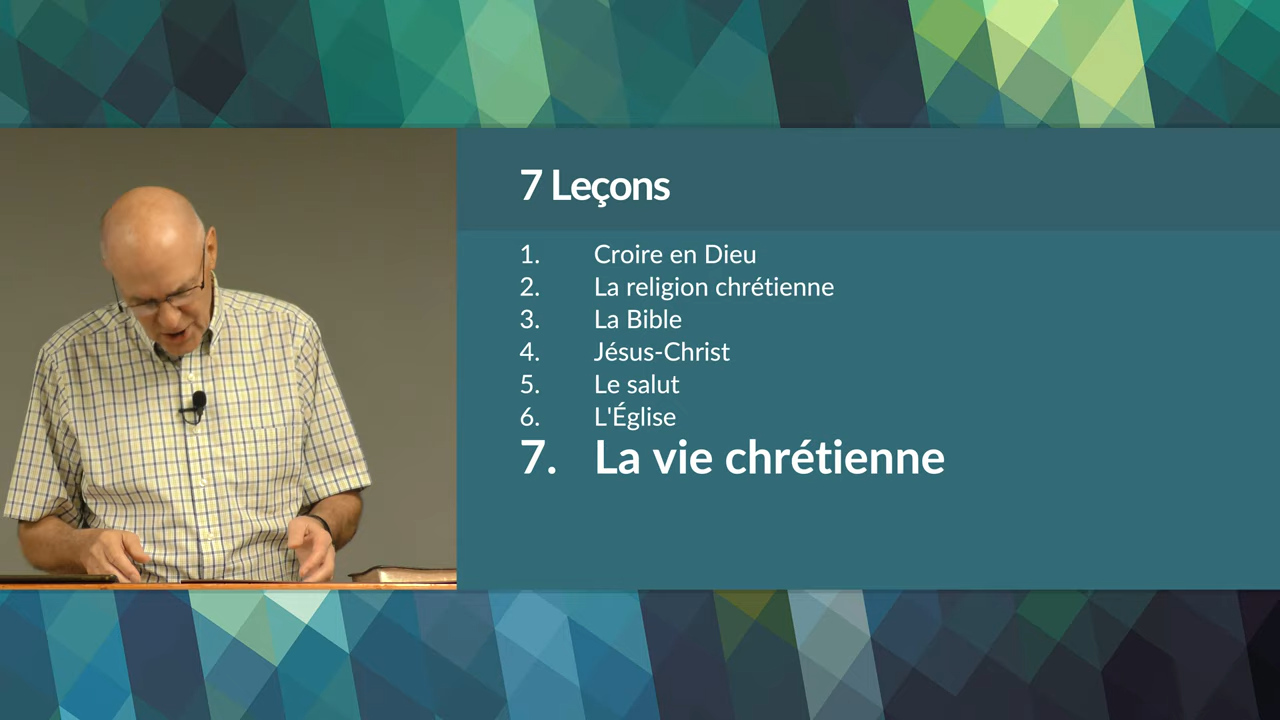 7 Leçons
1. Croire en Dieu
2. La religion chrétienne
3. La Bible
4. Jésus-Christ
5. Le salut
6. L'Église
7. La vie chrétienne